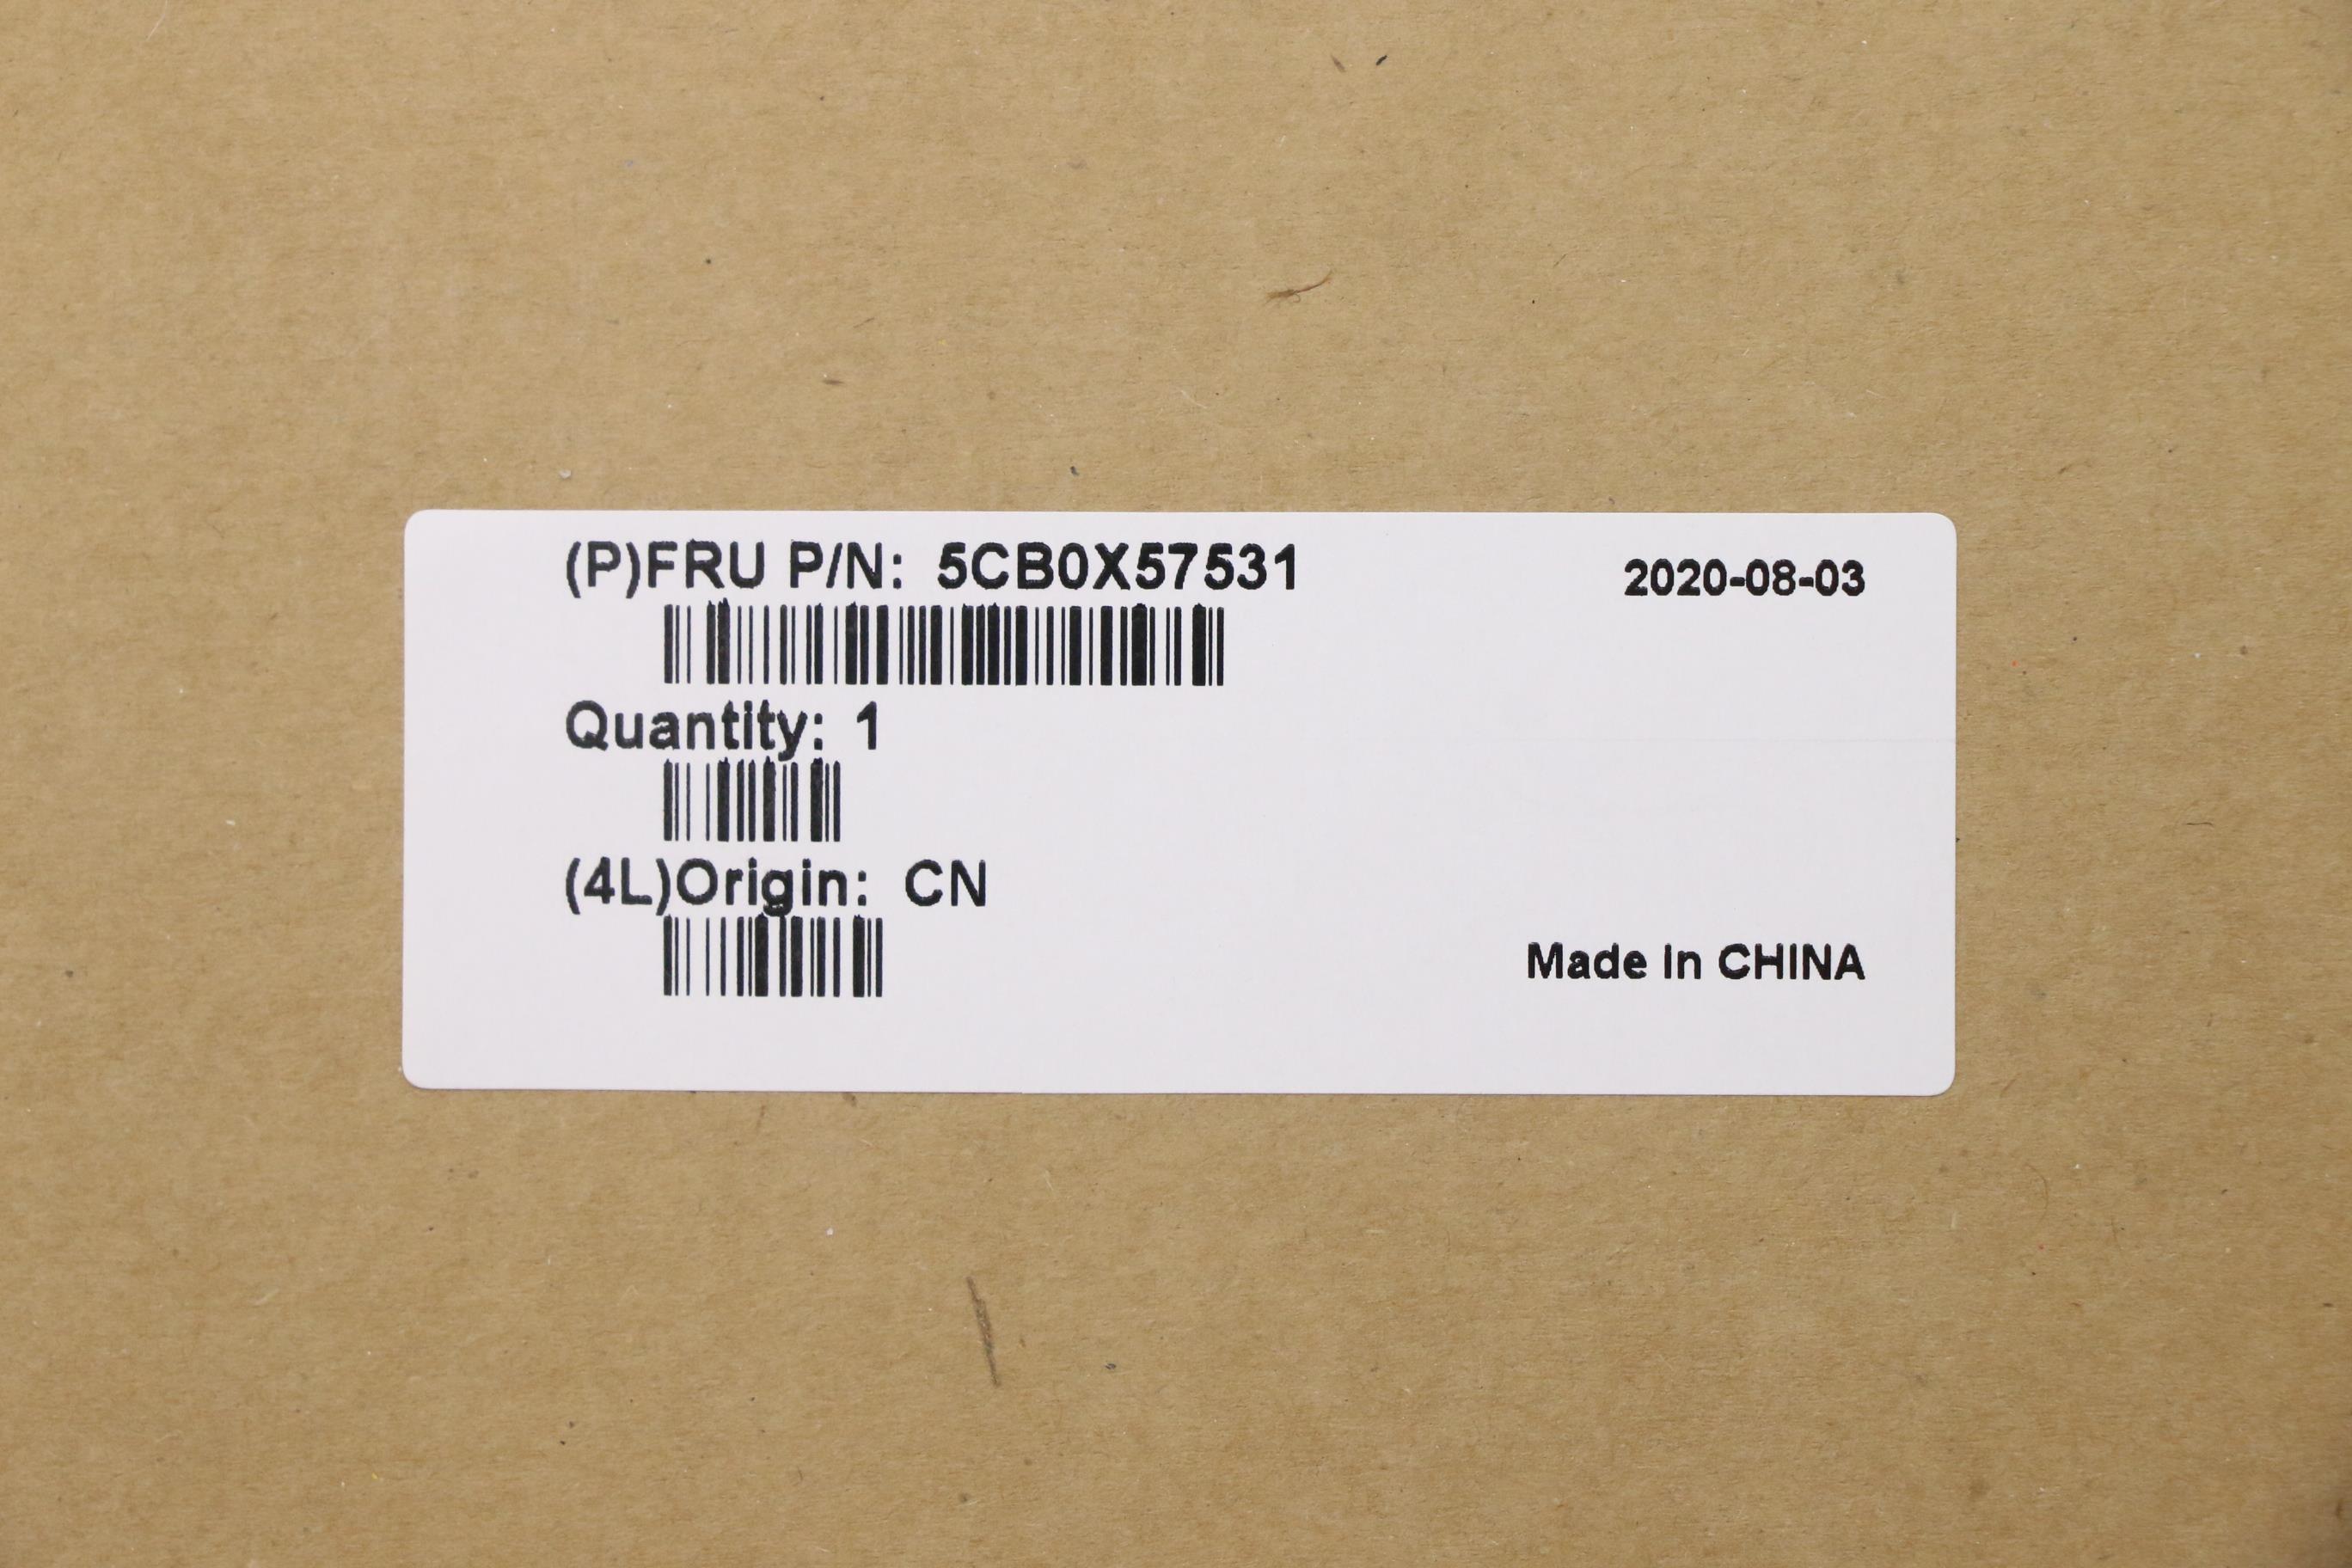 (P)FRU P/N: 5CB0X57531
2020-08-03
Quantity: 1
(4L)Origin: CN
Made in CHINA